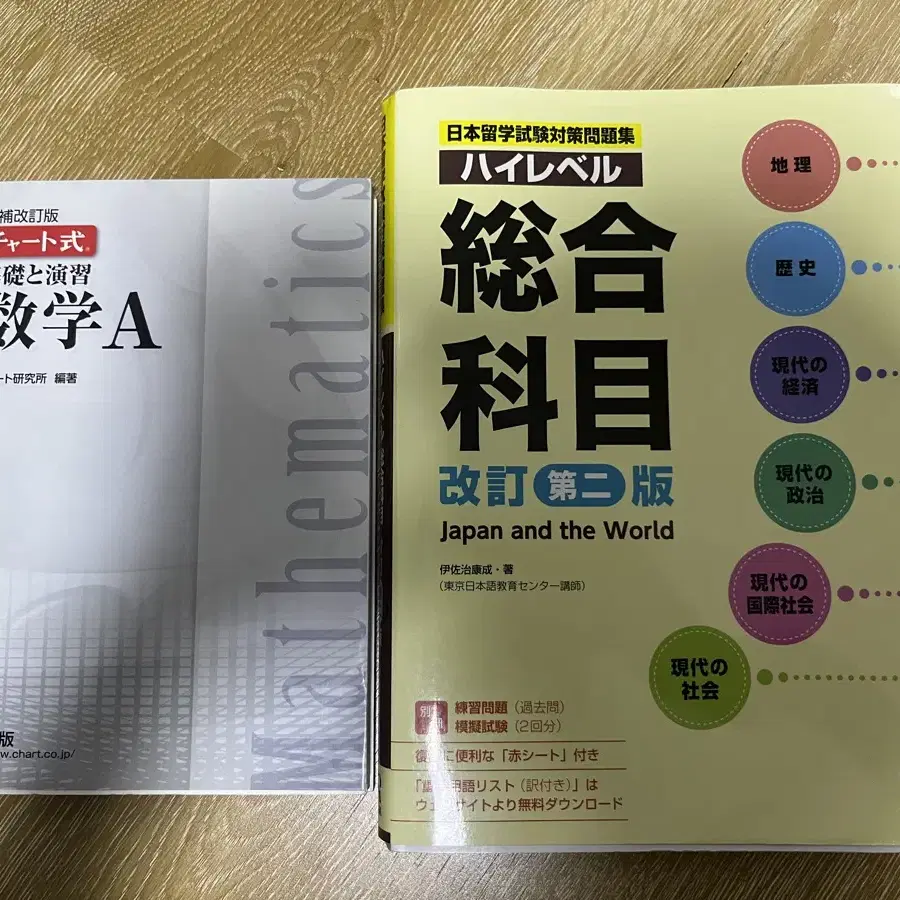 補改訂版
チャート式
礎と演習
数学A
ート研究所 編著
Mathematics
版
w.chart.co.jp/
日本留学試験対策問題集
ハイレベル
総合
科目
改訂 第二 版
Japan and the World
伊佐治康成・著
(東京日本語教育センター講師)
地理
歴史
現代の
経済
現代の
政治
現代の
国際社会
現代の
社会
練習問題(過去問)
模擬試験(2回分)
に便利な「赤シート」付き
語リスト(訳付き)」は
サイトより無料ダウンロード